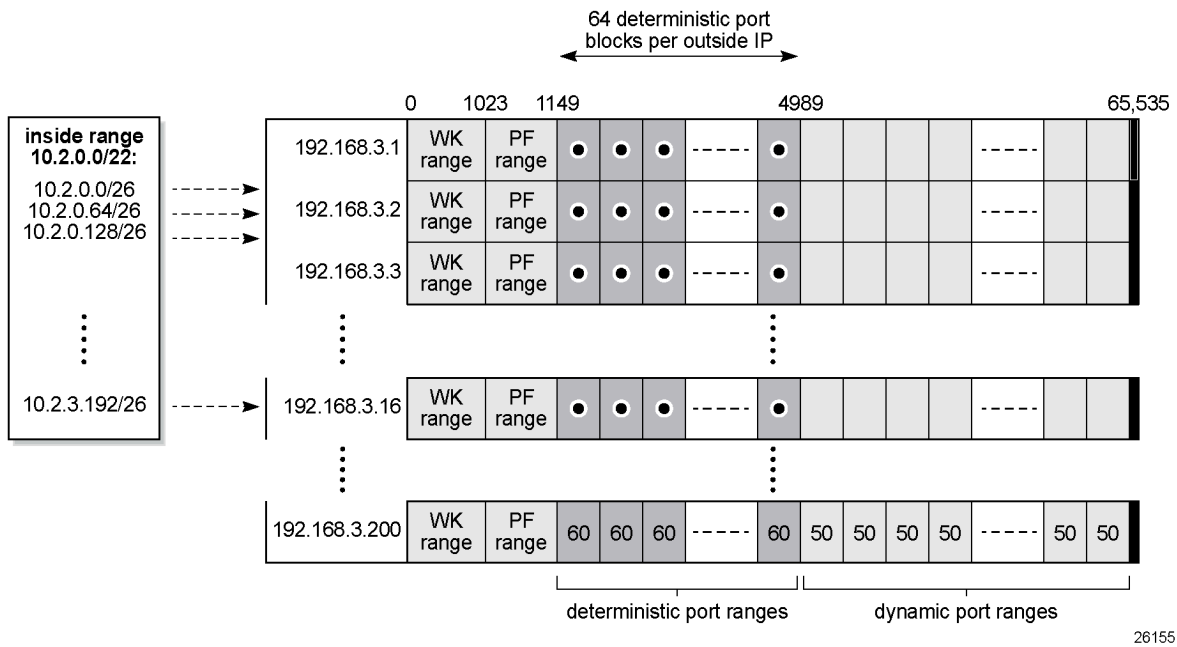 64 deterministic port
blocks per outside IP
0 1023 1149 4989 65,535
inside range
10.2.0.0/22:
10.2.0.0/26
10.2.0.64/26
10.2.0.128/26
10.2.3.192/26
192.168.3.1 WK range PF range
192.168.3.2 WK range PF range
192.168.3.3 WK range PF range
192.168.3.16 WK range PF range
192.168.3.200 WK range PF range 60 60 60 60 50 50 50 50 50 50
deterministic port ranges dynamic port ranges
26155